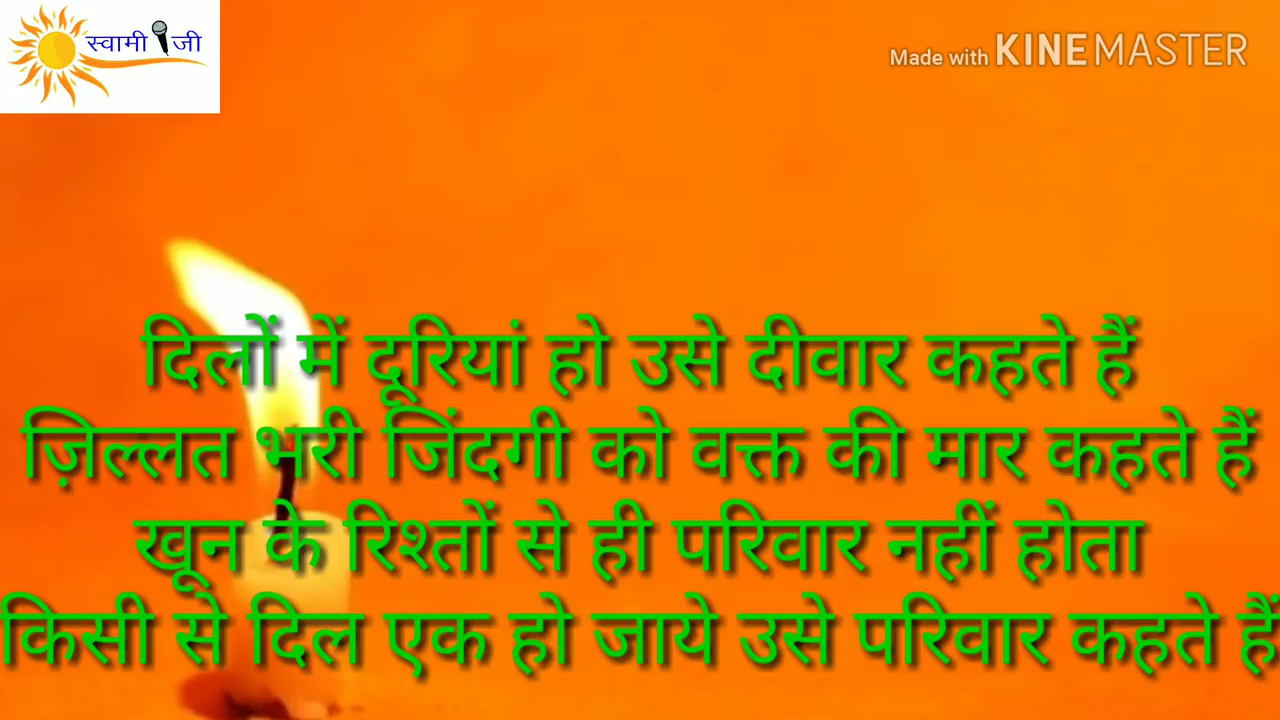 स्वामी जी
Made with KINEMASTER
दिलों में दूरियां हो उसे दीवार कहते हैं
ज़िल्लत भरी जिंदगी को वक्त की मार कहते हैं
खून के रिश्तों से ही परिवार नहीं होता
किसी से दिल एक हो जाये उसे परिवार कहते हैं